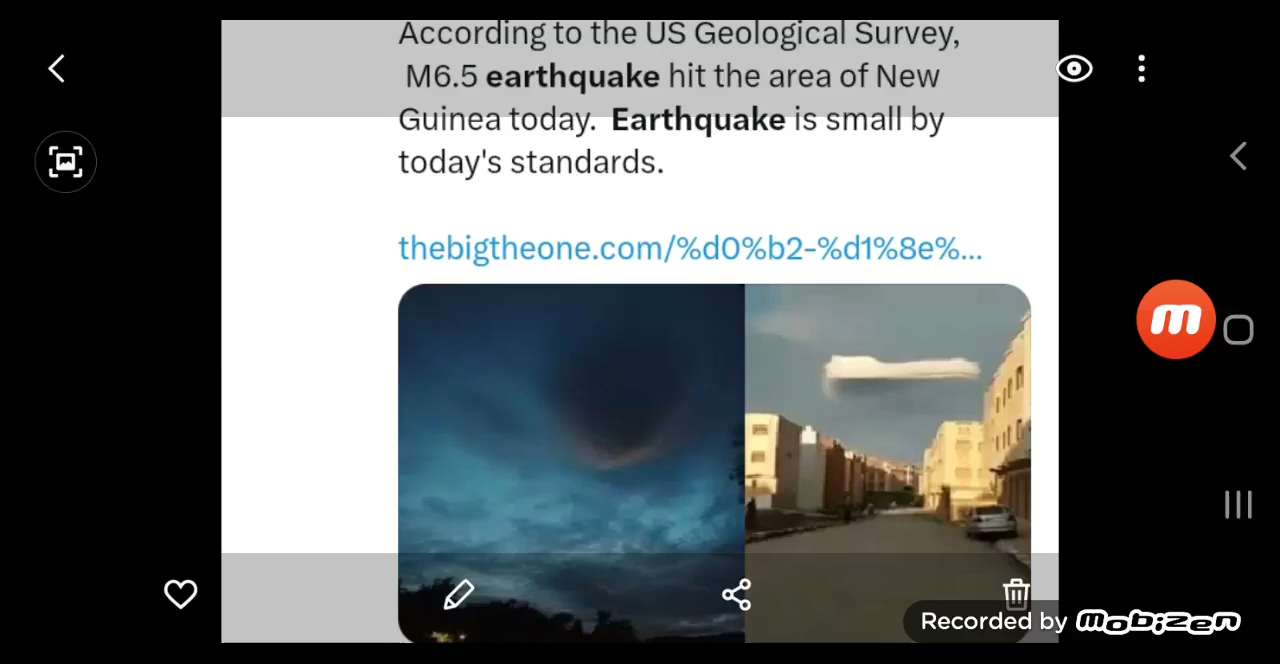 According to the US Geological Survey,
M6.5 earthquake hit the area of New
Guinea today. Earthquake is small by
today's standards.
thebigtheone.com/%d0%b2-%d1%8e%...
m
Recorded by mobizen